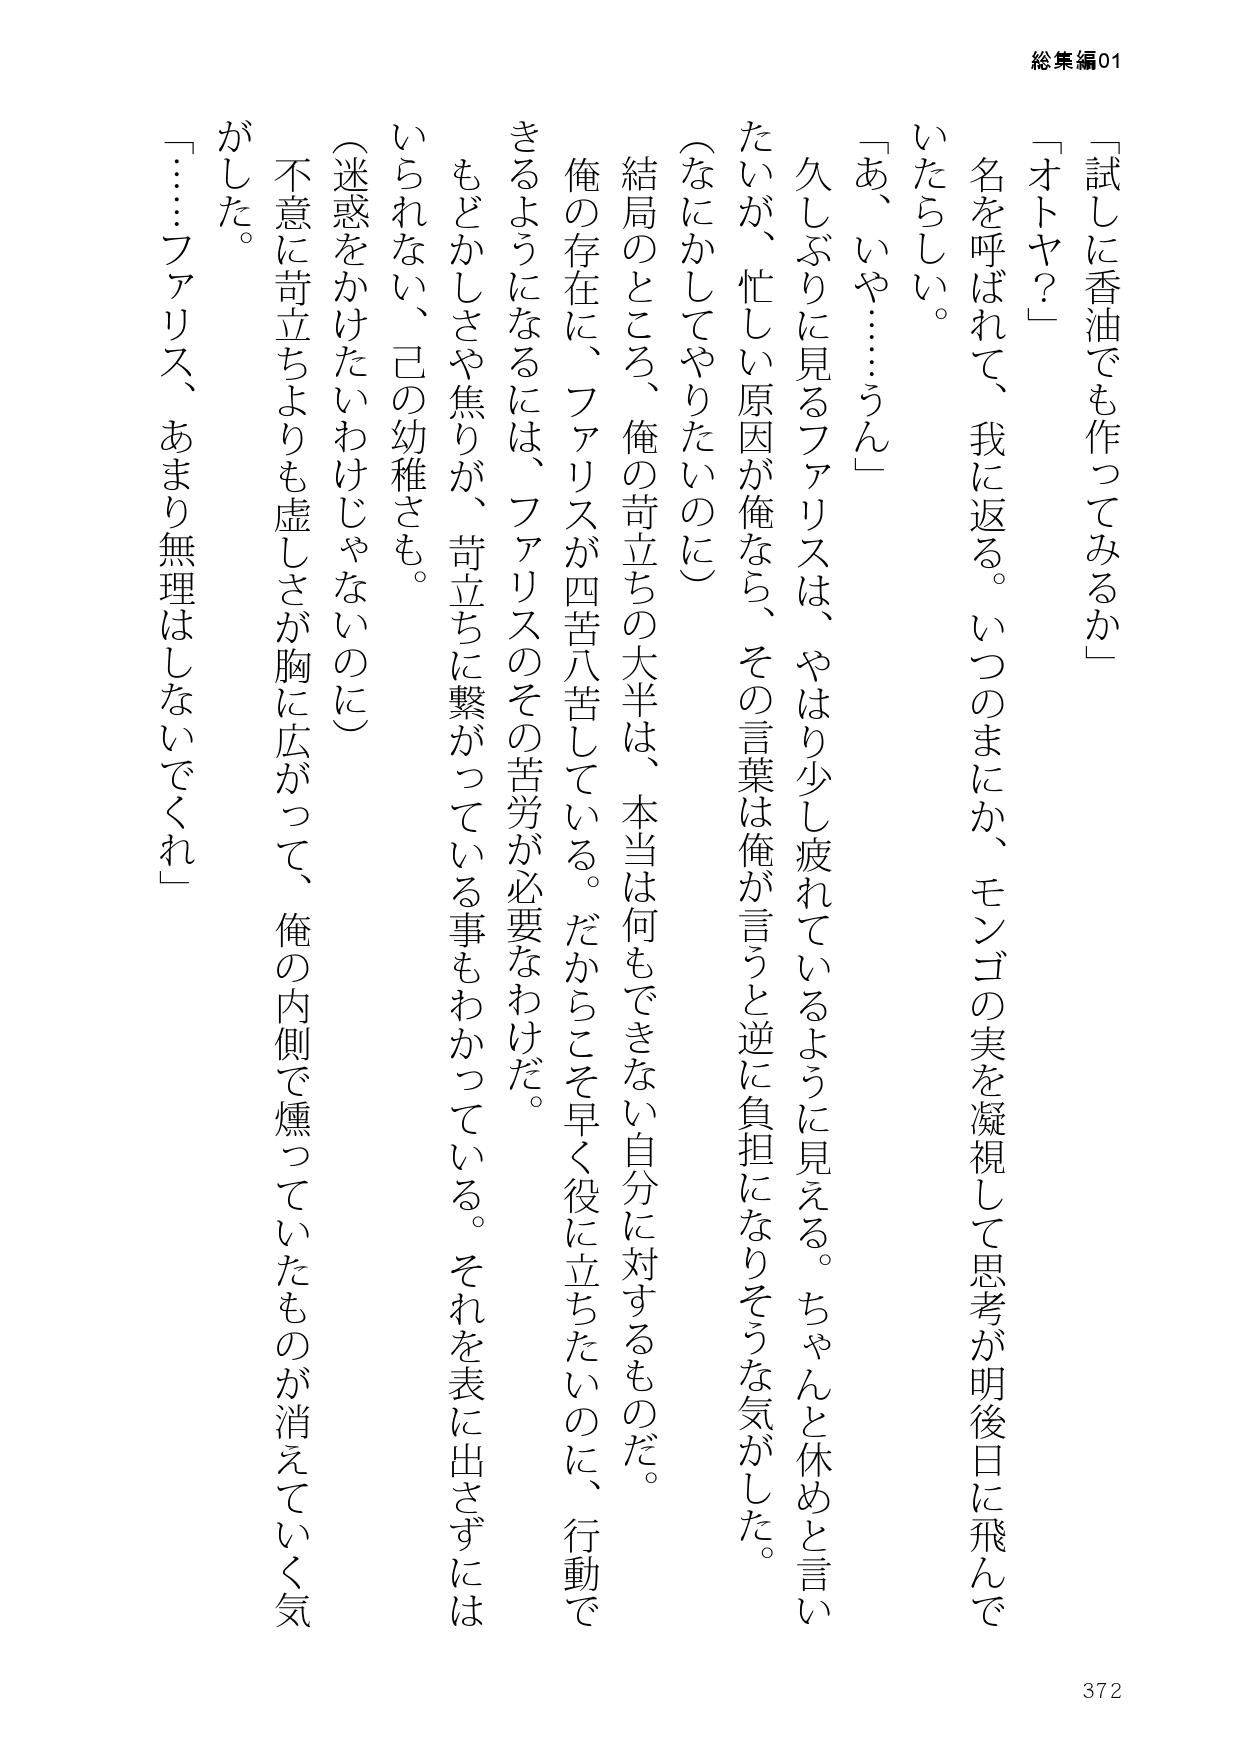 総集編01
「試しに香油でも作ってみるか」
「オトヤ？」
　名を呼ばれて、我に返る。いつのまにか、モンゴの実を凝視して思考が明後日に飛んで
いたらしい。
「あ、いや……うん」
　久しぶりに見るファリスは、やはり少し疲れているように見える。ちゃんと休めと言い
たいが、忙しい原因が俺なら、その言葉は俺が言うと逆に負担になりそうな気がした。
（なにかしてやりたいのに）
　結局のところ、俺の苛立ちの大半は、本当は何もできない自分に対するものだ。
　俺の存在に、ファリスが四苦八苦している。だからこそ早く役に立ちたいのに、行動で
きるようになるには、ファリスのその苦労が必要なわけだ。
　もどかしさや焦りが、苛立ちに繋がっている事もわかっている。それを表に出さずには
いられない、己の幼稚さも。
（迷惑をかけたいわけじゃないのに）
　不意に苛立ちよりも虚しさが胸に広がって、俺の内側で燻っていたものが消えていく気
がした。
「……ファリス、あまり無理はしないでくれ」
372